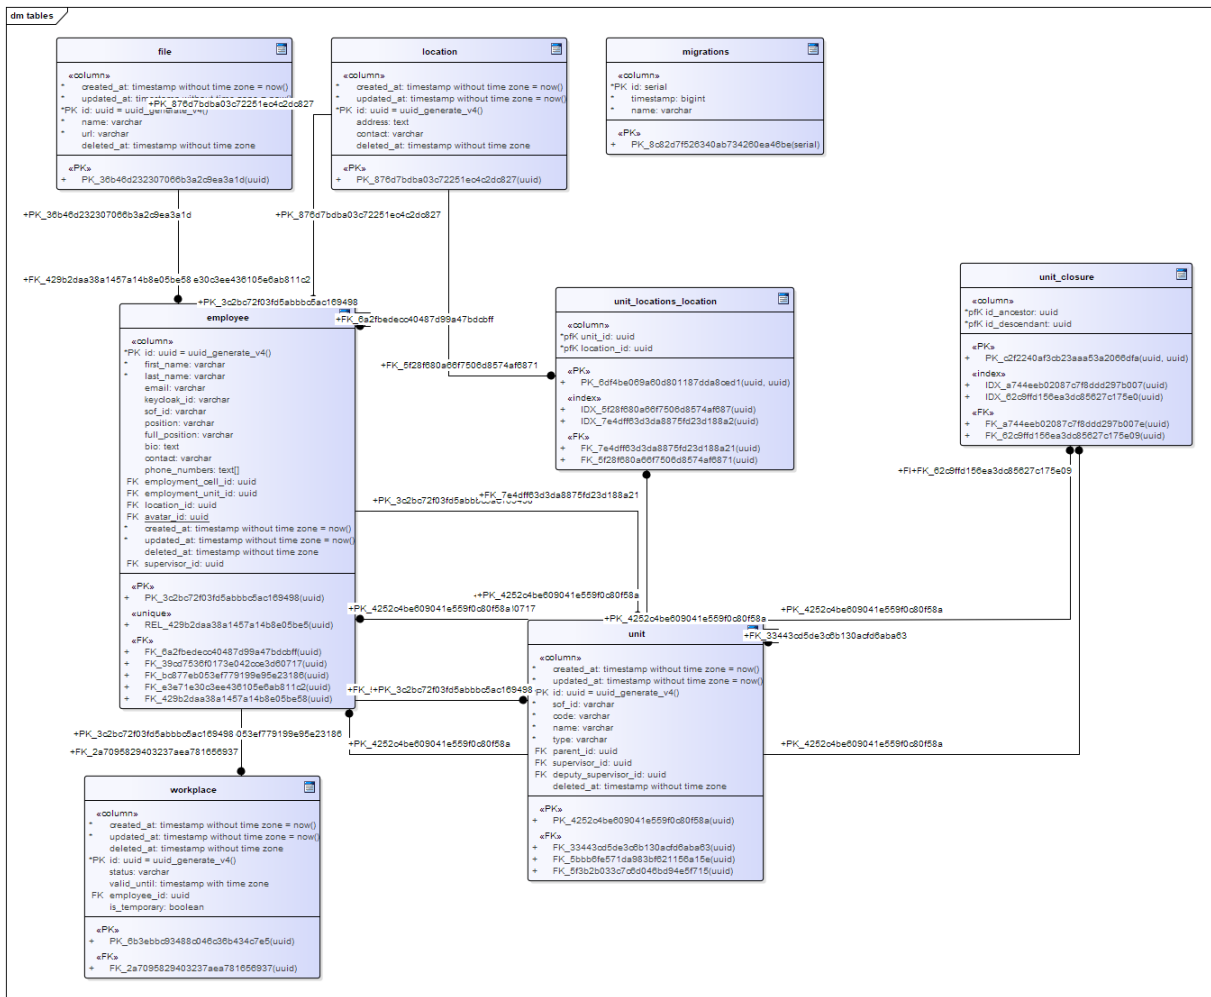 dm tables
file
«column»
* created_at: timestamp without time zone = now()
* updated_at: timestamp without time zone = now()
*PK id: uuid = uuid_generate_v4()
* name: varchar
* url: varchar
deleted_at: timestamp without time zone
«PK»
+ PK_36b46d232307066b3a2c9ea3a1d(uuid)
+PK_876d7bdba03c72251ec4c2dc827
location
«column»
* created_at: timestamp without time zone = now()
* updated_at: timestamp without time zone = now()
*PK id: uuid = uuid_generate_v4()
address: text
contact: varchar
deleted_at: timestamp without time zone
«PK»
+ PK_876d7bdba03c72251ec4c2dc827(uuid)
migrations
«column»
*PK id: serial
* timestamp: bigint
* name: varchar
«PK»
+ PK_8c82d7f526340ab734260ea46be(serial)
+PK_36b46d232307066b3a2c9ea3a1d
+PK_876d7bdba03c72251ec4c2dc827
+FK_429b2daa38a1457a14b8e05be58 e30c3ee436105e6ab811c2
+PK_3c2bc72f03fd5abbbc5ac169498
+FK_6a2fbedecc40487d99a47bdcbff
+FK_5f28f680a66f7506d8574af6871
employee
«column»
*PK id: uuid = uuid_generate_v4()
* first_name: varchar
* last_name: varchar
email: varchar
keycloak_id: varchar
sof_id: varchar
position: varchar
full_position: varchar
bio: text
contact: varchar
phone_numbers: text[]
FK employment_cell_id: uuid
FK employment_unit_id: uuid
FK location_id: uuid
FK avatar_id: uuid
* created_at: timestamp without time zone = now()
* updated_at: timestamp without time zone = now()
deleted_at: timestamp without time zone
FK supervisor_id: uuid
«PK»
+ PK_3c2bc72f03fd5abbbc5ac169498(uuid)
«unique»
+ REL_429b2daa38a1457a14b8e05be5(uuid)
«FK»
+ FK_6a2fbedecc40487d99a47bdcbff(uuid)
+ FK_39cd7536f0173e042cce3d60717(uuid)
+ FK_bc877eb053ef779199e95e23186(uuid)
+ FK_e3e71e30c3ee436105e6ab811c2(uuid)
+ FK_429b2daa38a1457a14b8e05be58(uuid)
unit_locations_location
«column»
*pfK unit_id: uuid
*pfK location_id: uuid
«PK»
+ PK_6df4be069a60d801187dda8ced1(uuid, uuid)
«index»
+ IDX_5f28f680a66f7506d8574af687(uuid)
+ IDX_7e4dff63d3da8875fd23d188a2(uuid)
«FK»
+ FK_7e4dff63d3da8875fd23d188a21(uuid)
+ FK_5f28f680a66f7506d8574af6871(uuid)
unit_closure
«column»
*pfK id_ancestor: uuid
*pfK id_descendant: uuid
«PK»
+ PK_c2f2240af3cb23aaa53a2066dfa(uuid, uuid)
«index»
+ IDX_a744eeb02087c7f8ddd297b007(uuid)
+ IDX_62c9ffd156ea3dc85627c175e0(uuid)
«FK»
+ FK_a744eeb02087c7f8ddd297b007e(uuid)
+ FK_62c9ffd156ea3dc85627c175e09(uuid)
+FI+FK_62c9ffd156ea3dc85627c175e09
+FK_7e4dff63d3da8875fd23d188a21
+PK_4252c4be609041e559f0c80f58a
+PK_4252c4be609041e559f0c80f58a)0717
+PK_4252c4be609041e559f0c80f58a
+PK_4252c4be609041e559f0c80f58a
+FK_33443cd5de3c6b130acfd6aba63
+FK_!+PK_3c2bc72f03fd5abbbc5ac169498
+PK_4252c4be609041e559f0c80f58a
+PK_4252c4be609041e559f0c80f58a
unit
«column»
* created_at: timestamp without time zone = now()
* updated_at: timestamp without time zone = now()
*PK id: uuid = uuid_generate_v4()
* sof_id: varchar
* code: varchar
* name: varchar
* type: varchar
FK parent_id: uuid
FK supervisor_id: uuid
FK deputy_supervisor_id: uuid
deleted_at: timestamp without time zone
«PK»
+ PK_4252c4be609041e559f0c80f58a(uuid)
«FK»
+ FK_33443cd5de3c6b130acfd6aba63(uuid)
+ FK_5bbb6fe571da983bf621156a15e(uuid)
+ FK_5f3b2b033c7c6d046bd94e5f715(uuid)
+PK_3c2bc72f03fd5abbbc5ac169498 053ef779199e95e23186
+FK_2a7095829403237aea781656937
workplace
«column»
* created_at: timestamp without time zone = now()
* updated_at: timestamp without time zone = now()
deleted_at: timestamp without time zone
*PK id: uuid = uuid_generate_v4()
status: varchar
valid_until: timestamp with time zone
FK employee_id: uuid
is_temporary: boolean
«PK»
+ PK_6b3ebbc93488c046c36b434c7e5(uuid)
«FK»
+ FK_2a7095829403237aea781656937(uuid)